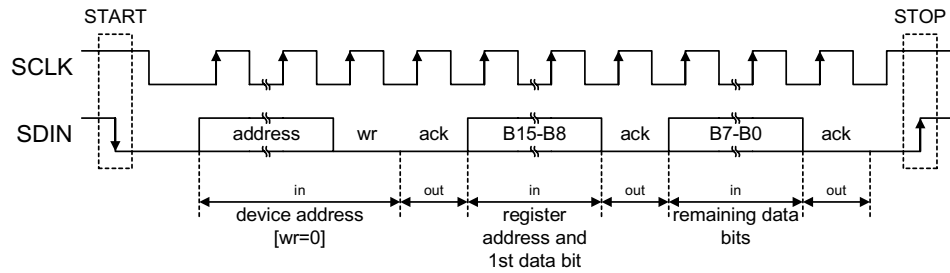 START STOP
SCLK
SDIN address wr ack B15-B8 ack B7-B0 ack
in out in out in out
device address register remaining data
[wr=0] address and bits
1st data bit